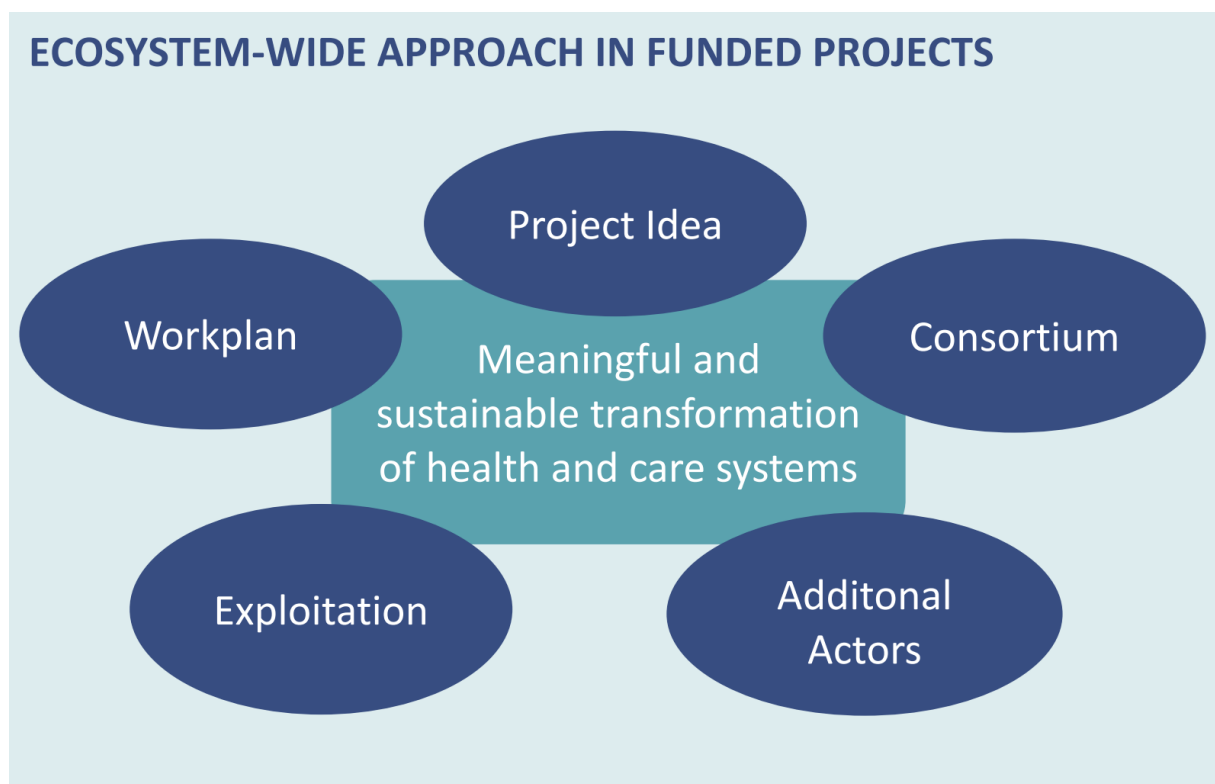 ECOSYSTEM-WIDE APPROACH IN FUNDED PROJECTS
Project Idea
Workplan
Consortium
Meaningful and
sustainable transformation
of health and care systems
Exploitation
Additonal
Actors